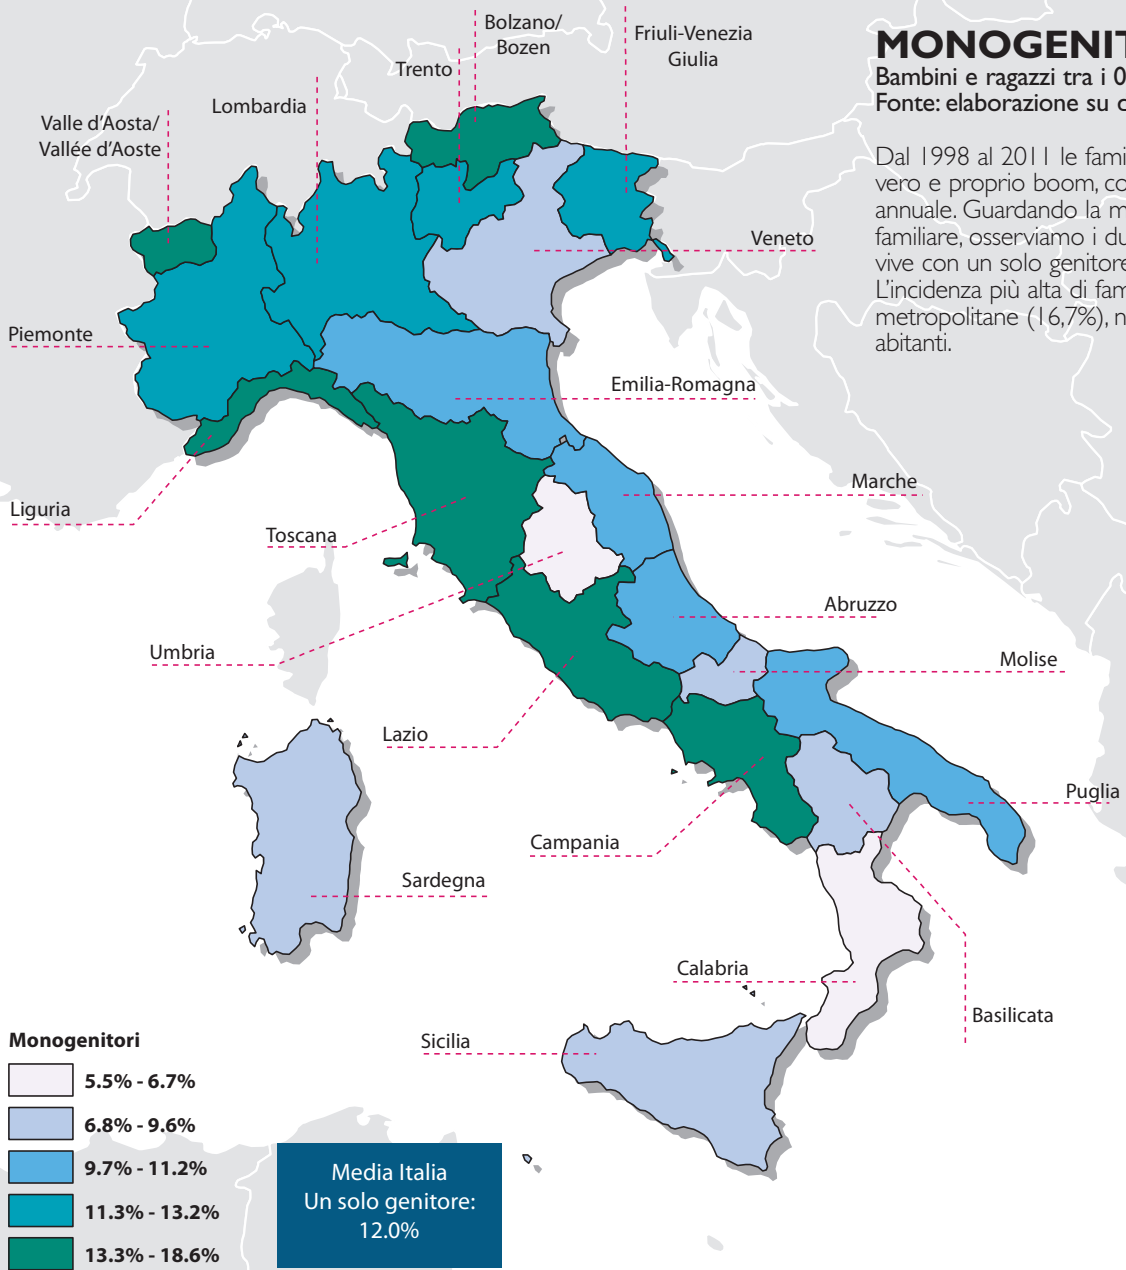 MONOGENIT
Bambini e ragazzi tra i 0
Fonte: elaborazione su
Dal 1998 al 2011 le fami
vero e proprio boom, co
annuale. Guardando la m
familiare, osserviamo i du
vive con un solo genitore
L'incidenza più alta di fam
metropolitane (16,7%), n
abitanti.
Bolzano/
Bozen
Friuli-Venezia
Giulia
Trento
Lombardia
Valle d'Aosta/
Vallée d'Aoste
Veneto
Piemonte
Emilia-Romagna
Marche
Liguria
Toscana
Abruzzo
Umbria
Molise
Lazio
Puglia
Campania
Sardegna
Calabria
Basilicata
Sicilia
Monogenitori
5.5% - 6.7%
6.8% - 9.6%
9.7% - 11.2%
11.3% - 13.2%
13.3% - 18.6%
Media Italia
Un solo genitore:
12.0%